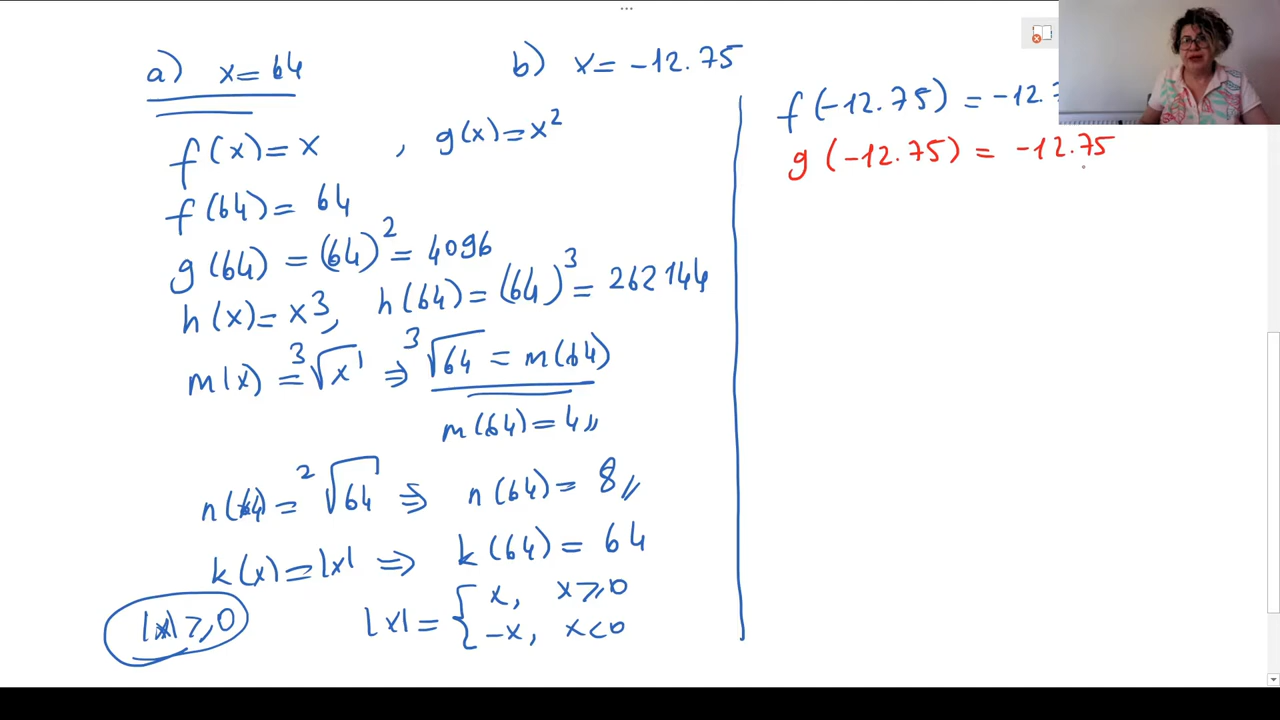 a) x=64
b) x= -12.75
f(x)=x , g(x)=x²
f(64)= 64
g(64) = (64)² = 4096
h(x)= x3, h(64)=(64)³= 262144
m(x) = ³√x ⇒ ³√64 = m(64)
m(64)=4
n(64)= ²√64 ⇒ n(64)= 8
k(x)=|x| ⇒ k(64)= 64
|x|≥0
|x|= { x, x≥0
-x, x<0
f(-12.75) = -12.7
g(-12.75) = -12.75